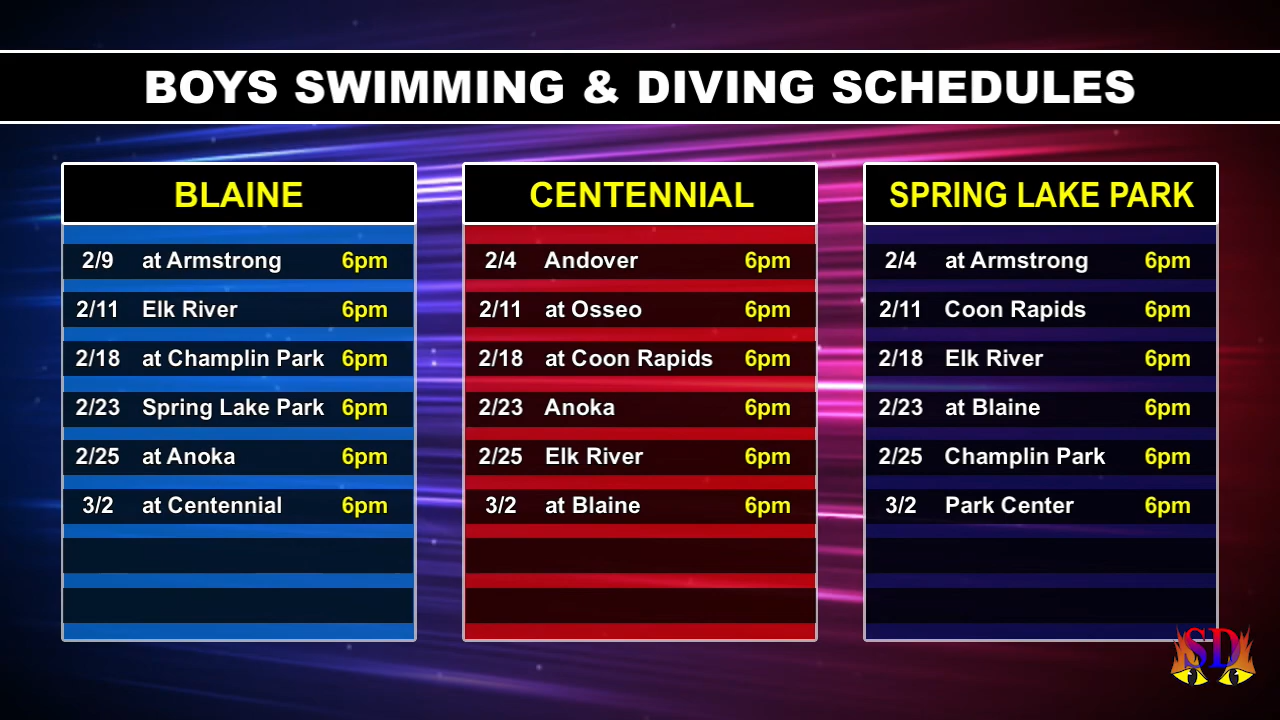 BOYS SWIMMING & DIVING SCHEDULES
BLAINE
2/9 at Armstrong 6pm
2/11 Elk River 6pm
2/18 at Champlin Park 6pm
2/23 Spring Lake Park 6pm
2/25 at Anoka 6pm
3/2 at Centennial 6pm
CENTENNIAL
2/4 Andover 6pm
2/11 at Osseo 6pm
2/18 at Coon Rapids 6pm
2/23 Anoka 6pm
2/25 Elk River 6pm
3/2 at Blaine 6pm
SPRING LAKE PARK
2/4 at Armstrong 6pm
2/11 Coon Rapids 6pm
2/18 Elk River 6pm
2/23 at Blaine 6pm
2/25 Champlin Park 6pm
3/2 Park Center 6pm
SD